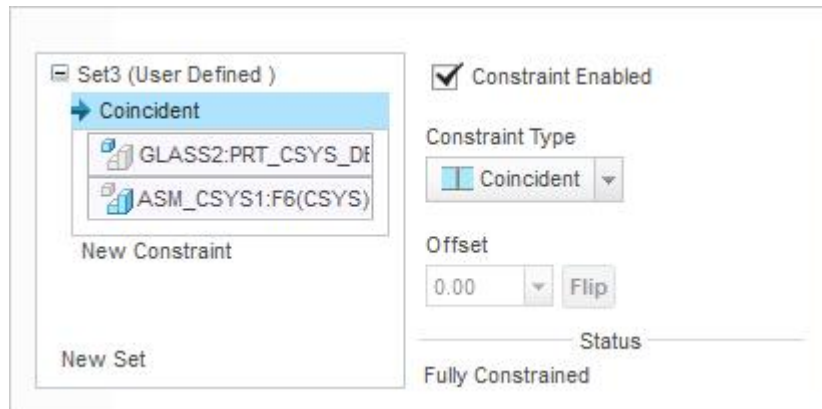 Set3 (User Defined )
Coincident
GLASS2:PRT_CSYS_DE
ASM_CSYS1:F6(CSYS)
New Constraint
New Set
Constraint Enabled
Constraint Type
Coincident
Offset
0.00
Flip
Status
Fully Constrained